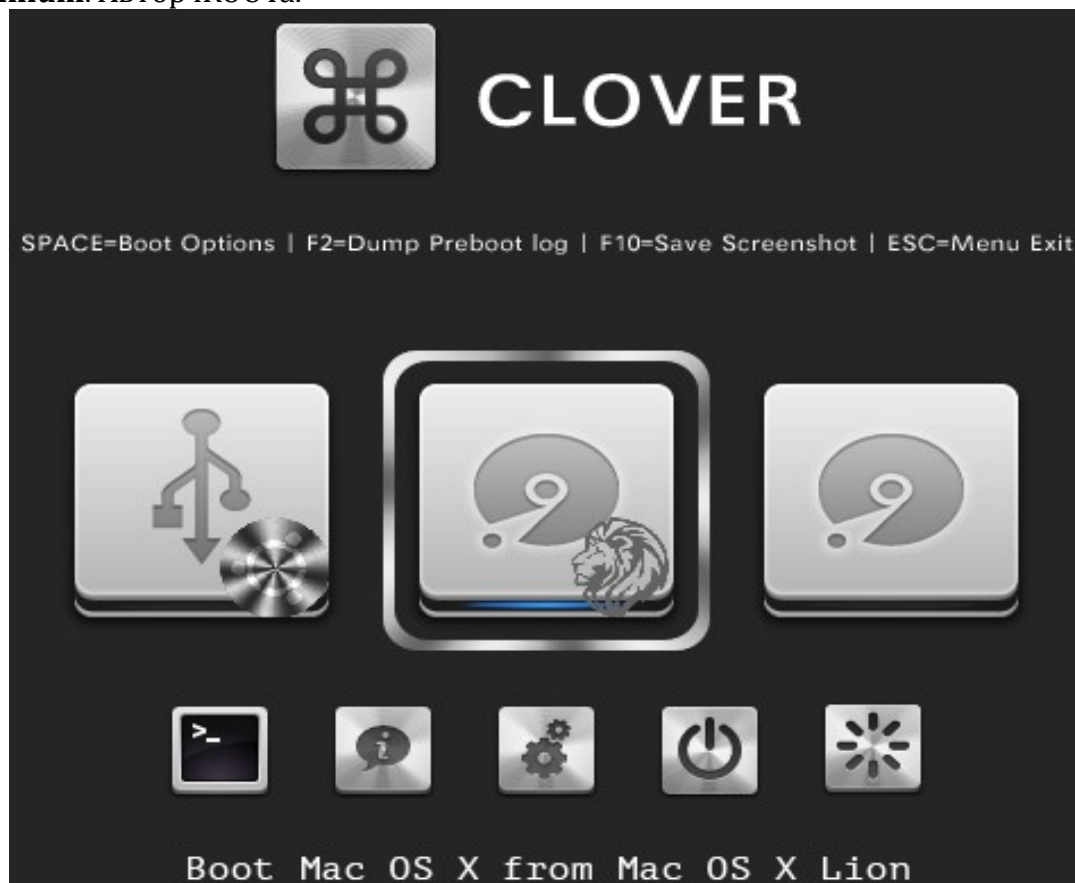 CLOVER
SPACE=Boot Options | F2=Dump Preboot log | F10=Save Screenshot | ESC=Menu Exit
>_
i
Boot Mac OS X from Mac OS X Lion